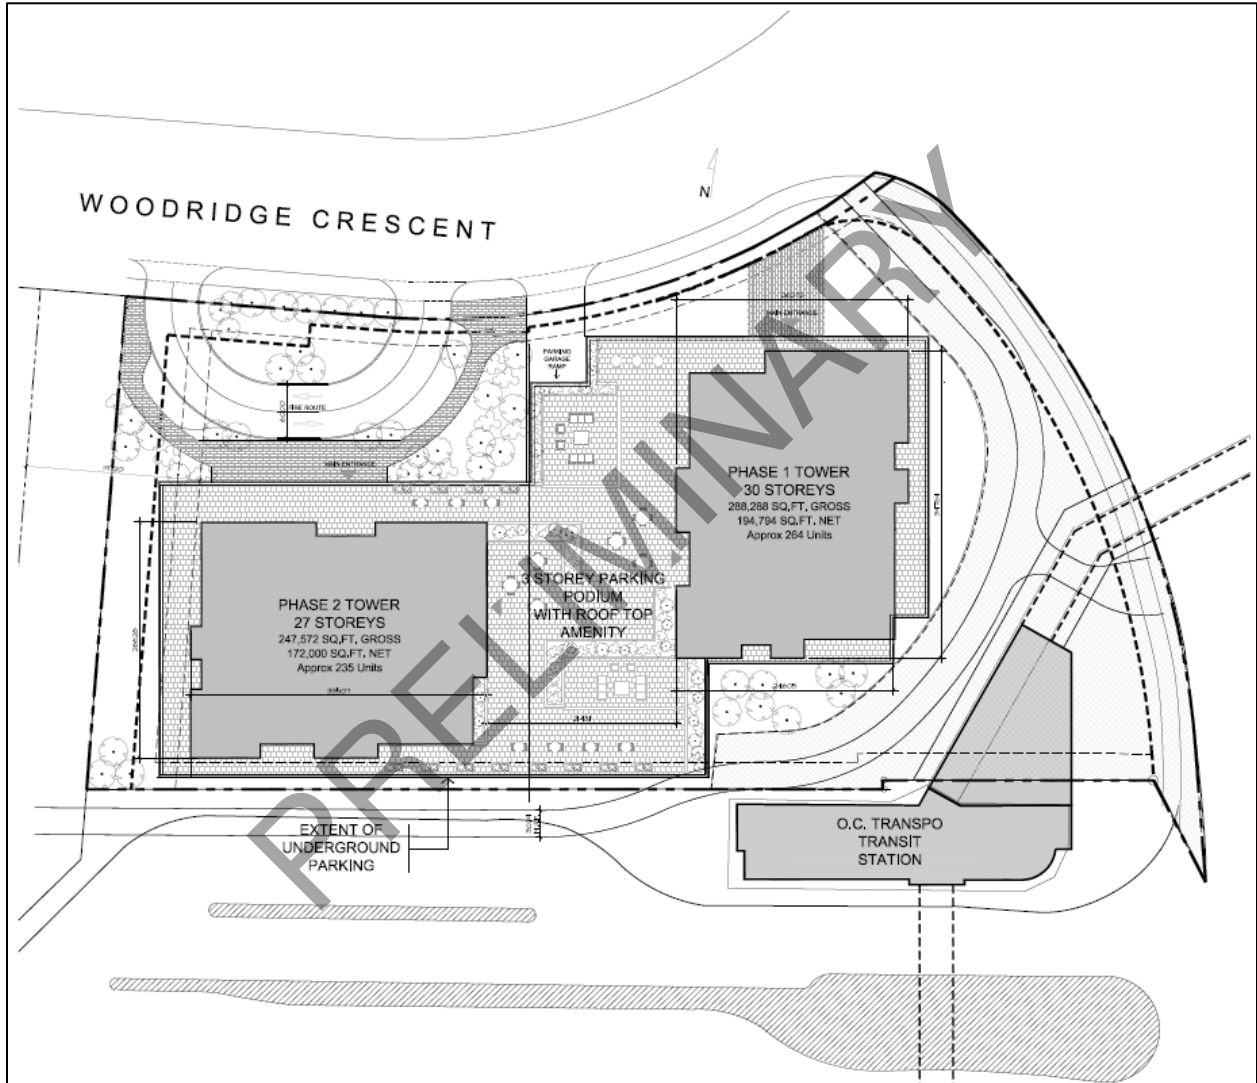 WOODRIDGE CRESCENT
N
PARKING
GARAGE
RAMP
MAIN ENTRANCE
FIRE ROUTE
MAIN ENTRANCE
PHASE 1 TOWER
30 STOREYS
288,288 SQ.FT. GROSS
194,794 SQ.FT. NET
Approx 264 Units
3 STOREY PARKING
PODIUM
WITH ROOF TOP
AMENITY
PHASE 2 TOWER
27 STOREYS
247,572 SQ.FT. GROSS
172,000 SQ.FT. NET
Approx 235 Units
24605
EXTENT OF
UNDERGROUND
PARKING
O.C. TRANSPO
TRANSIT
STATION
PRELIMINARY